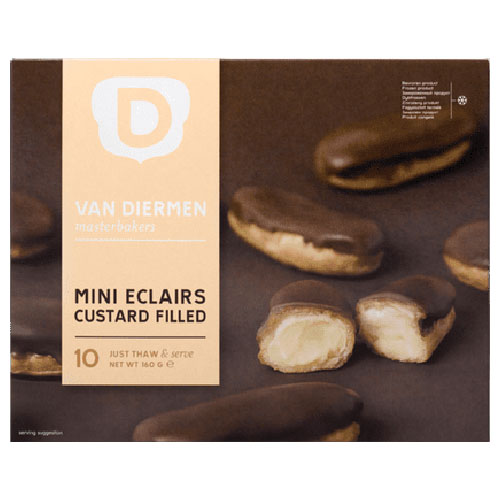 D
VAN DIERMEN
masterbakers
MINI ECLAIRS
CUSTARD FILLED
10 JUST THAW & serve
NET WT 160 G ℮
Frozen product
serving suggestion